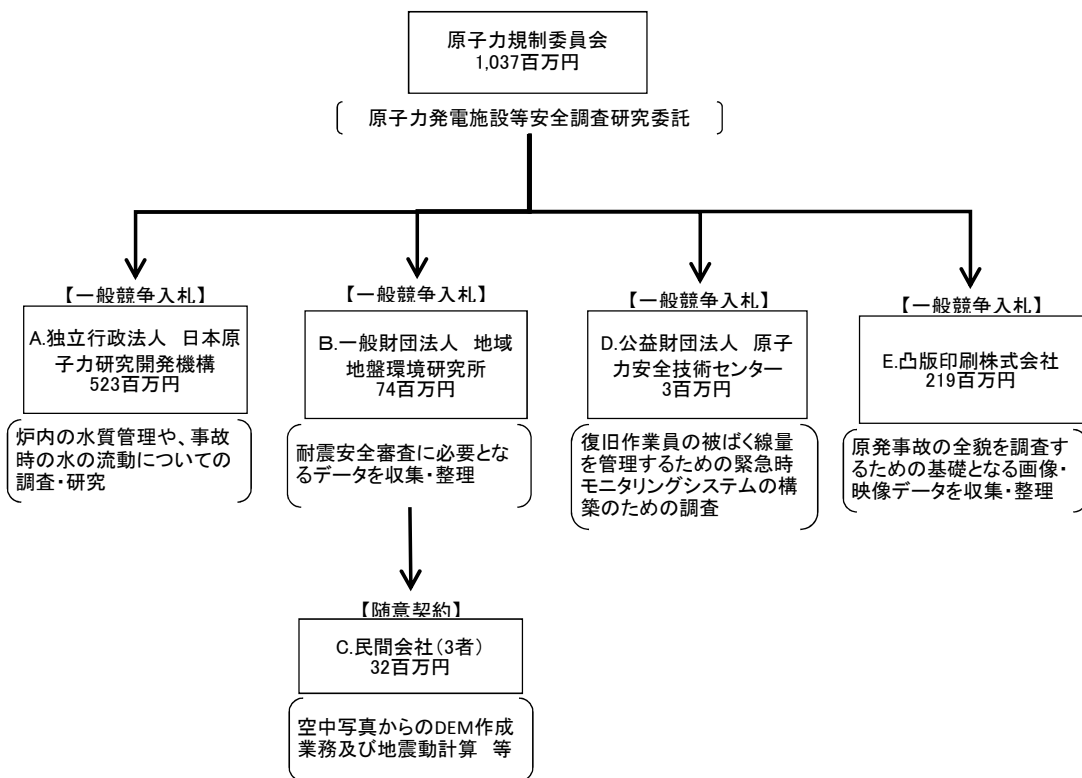 原子力規制委員会
1,037百万円
原子力発電施設等安全調査研究委託
【一般競争入札】
A.独立行政法人　日本原
子力研究開発機構
523百万円
炉内の水質管理や、事故
時の水の流動についての
調査・研究
【一般競争入札】
B.一般財団法人　地域
地盤環境研究所
74百万円
耐震安全審査に必要とな
るデータを収集・整理
【随意契約】
C.民間会社（3者）
32百万円
空中写真からのDEM作成
業務及び地震動計算　等
【一般競争入札】
D.公益財団法人　原子
力安全技術センター
3百万円
復旧作業員の被ばく線量
を管理するための緊急時
モニタリングシステムの構
築のための調査
【一般競争入札】
E.凸版印刷株式会社
219百万円
原発事故の全貌を調査す
るための基礎となる画像・
映像データを収集・整理